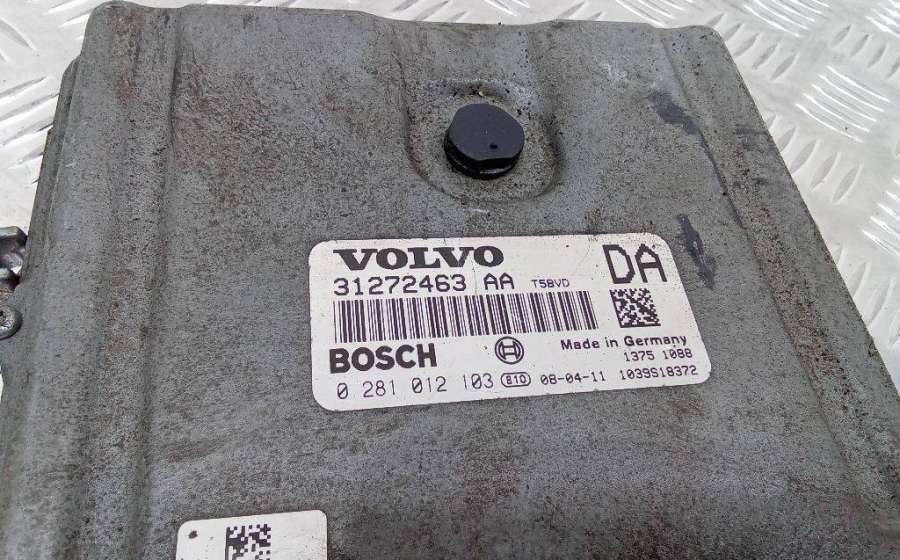 VOLVO DA
31272463 AA T5BVD
BOSCH Made in Germany
1375 1088
0 281 012 103 810 08-04-11 1039S18372